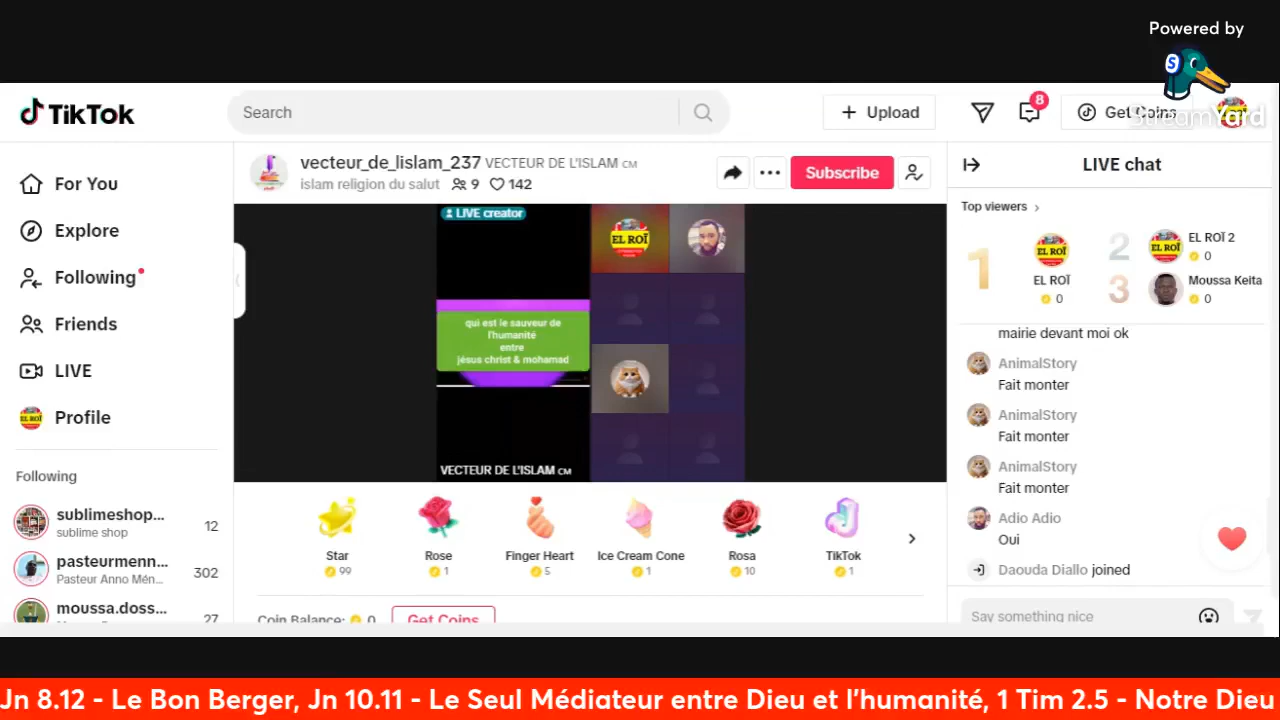 Powered by
StreamYard
TikTok
Search
Upload
8
Get Coins
For You
Explore
Following
Friends
LIVE
Profile
Following
sublimeshop...
sublime shop
12
pasteurmenn...
Pasteur Anno Mén...
302
moussa.doss...
27
vecteur_de_lislam_237 VECTEUR DE L'ISLAM CM
islam religion du salut 9 142
Subscribe
LIVE creator
EL ROÏ
qui est le sauveur de
l'humanité
entre
jésus christ & mohamad
VECTEUR DE L'ISLAM CM
Star
99
Rose
1
Finger Heart
5
Ice Cream Cone
1
Rosa
10
TikTok
1
Coin Balance: 0
Get Coins
LIVE chat
Top viewers
1
EL ROÏ
EL ROÏ
0
2
EL ROÏ
EL ROÏ 2
0
3
Moussa Keita
0
mairie devant moi ok
AnimalStory
Fait monter
AnimalStory
Fait monter
AnimalStory
Fait monter
Adio Adio
Oui
Daouda Diallo joined
Say something nice
Jn 8.12 - Le Bon Berger, Jn 10.11 - Le Seul Médiateur entre Dieu et l'humanité, 1 Tim 2.5 - Notre Dieu